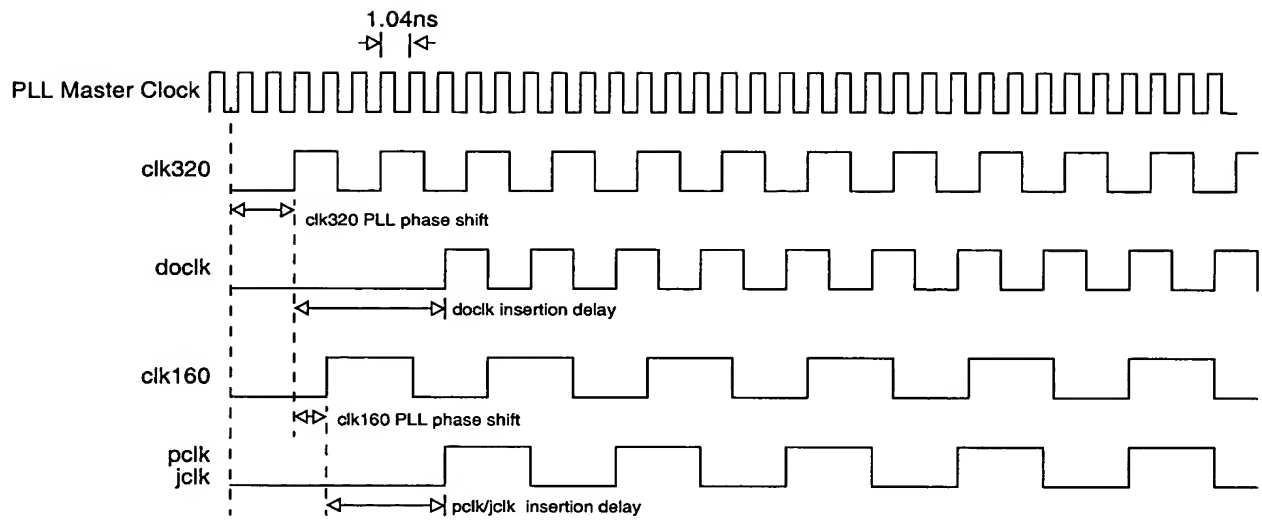 1.04ns
PLL Master Clock
clk320
clk320 PLL phase shift
doclk
doclk insertion delay
clk160
clk160 PLL phase shift
pclk
jclk
pclk/jclk insertion delay